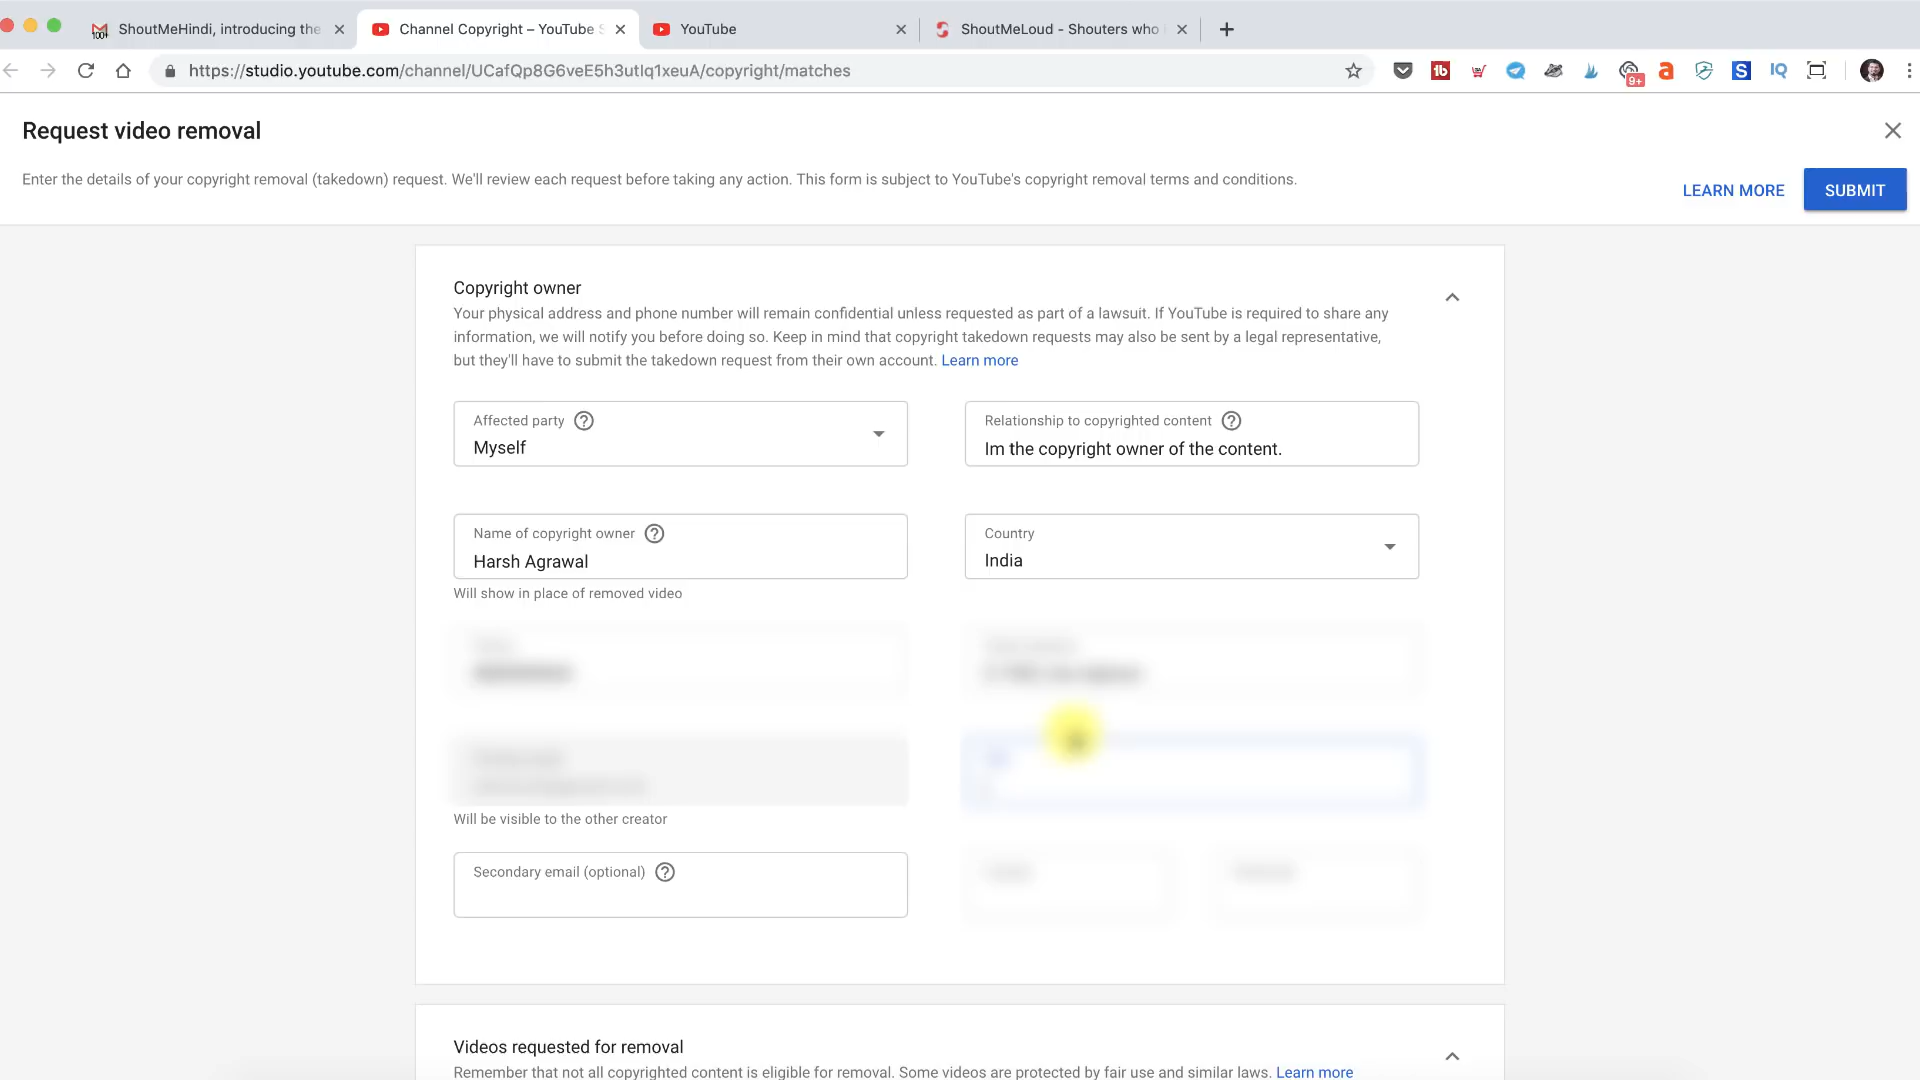 ShoutMeHindi, introducing the
Channel Copyright – YouTube S
YouTube
ShoutMeLoud - Shouters who
100+
https://studio.youtube.com/channel/UCafQp8G6veE5h3utIq1xeuA/copyright/matches
tb
9+
a
S
IQ
Request video removal
Enter the details of your copyright removal (takedown) request. We'll review each request before taking any action. This form is subject to YouTube's copyright removal terms and conditions.
LEARN MORE
SUBMIT
Copyright owner
Your physical address and phone number will remain confidential unless requested as part of a lawsuit. If YouTube is required to share any
information, we will notify you before doing so. Keep in mind that copyright takedown requests may also be sent by a legal representative,
but they'll have to submit the takedown request from their own account. Learn more
Affected party
Myself
Relationship to copyrighted content
Im the copyright owner of the content.
Name of copyright owner
Harsh Agrawal
Country
India
Will show in place of removed video
Will be visible to the other creator
Secondary email (optional)
Videos requested for removal
Remember that not all copyrighted content is eligible for removal. Some videos are protected by fair use and similar laws. Learn more